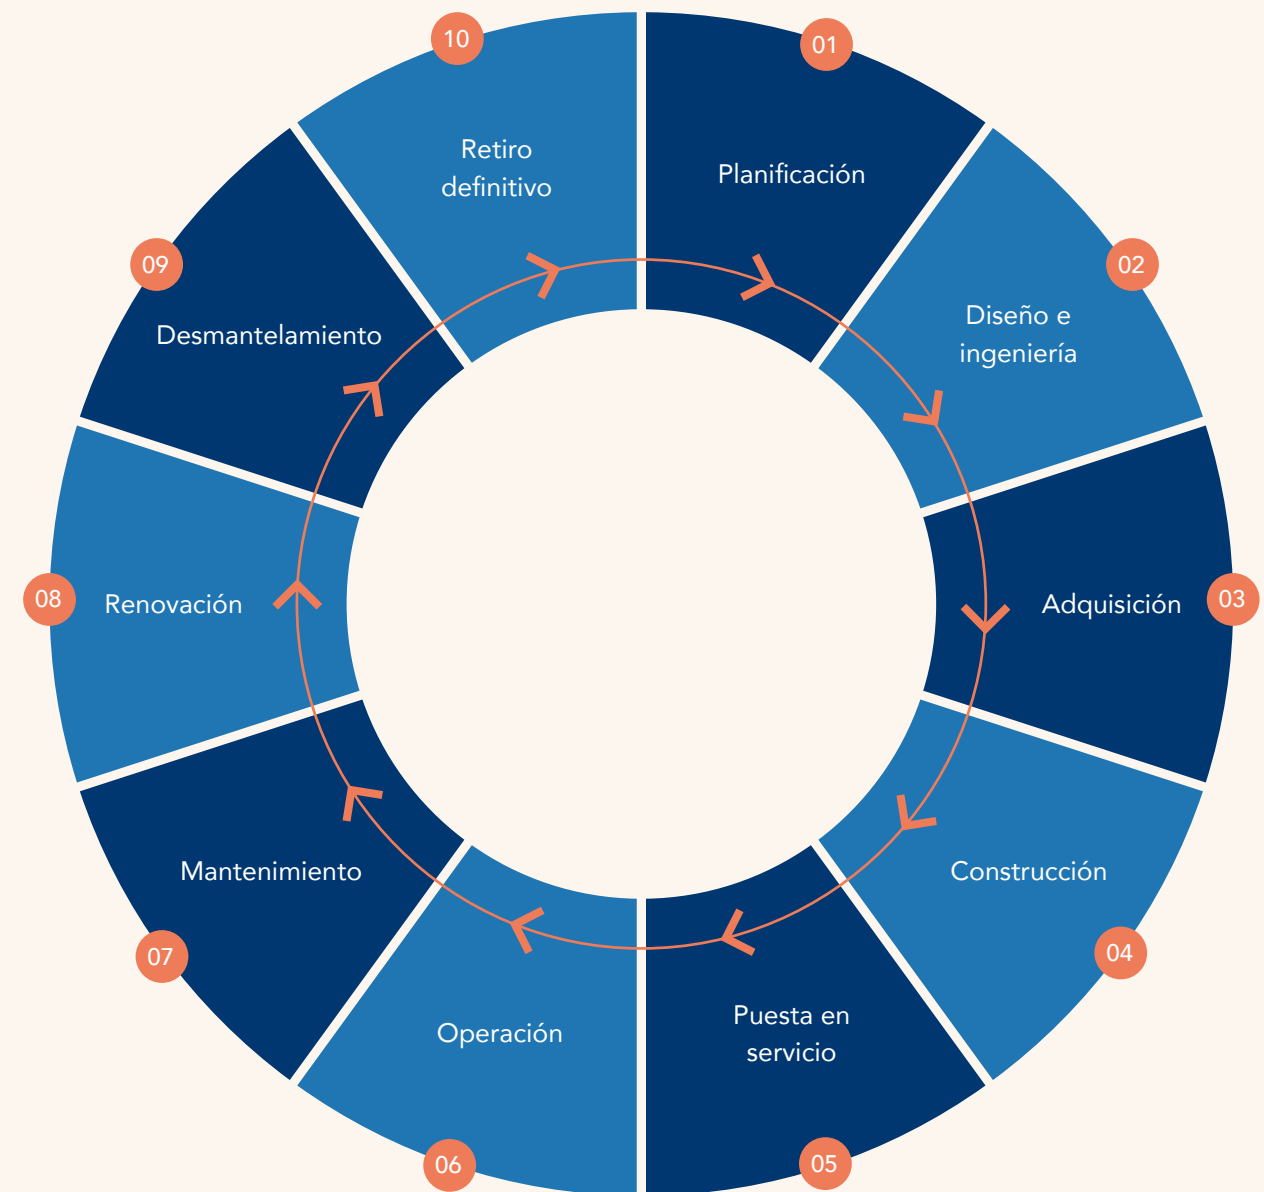 01
Planificación
02
Diseño e
ingeniería
03
Adquisición
04
Construcción
05
Puesta en
servicio
06
Operación
07
Mantenimiento
08
Renovación
09
Desmantelamiento
10
Retiro
definitivo